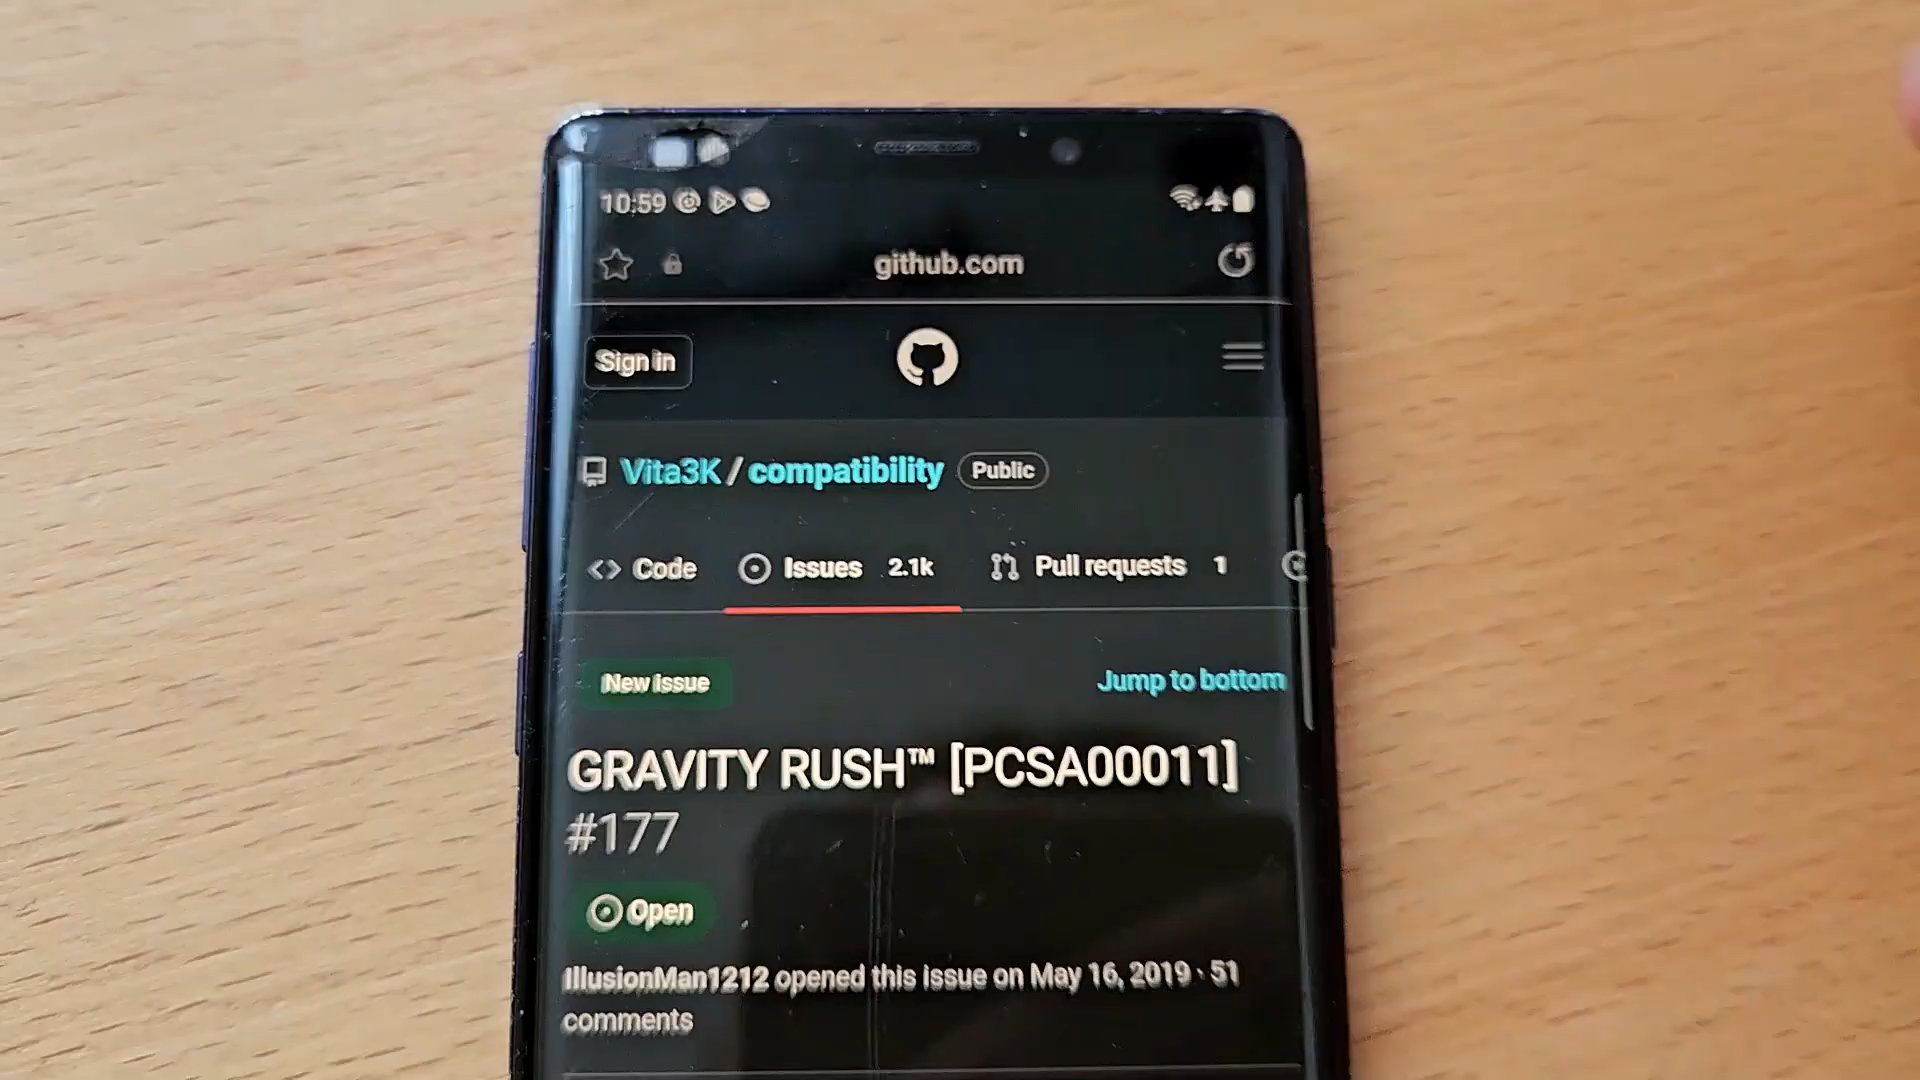 10:59
github.com
Sign in
Vita3K / compatibility Public
Code Issues 2.1k Pull requests 1
New issue Jump to bottom
GRAVITY RUSH™ [PCSA00011]
#177
Open
IllusionMan1212 opened this issue on May 16, 2019 · 51
comments